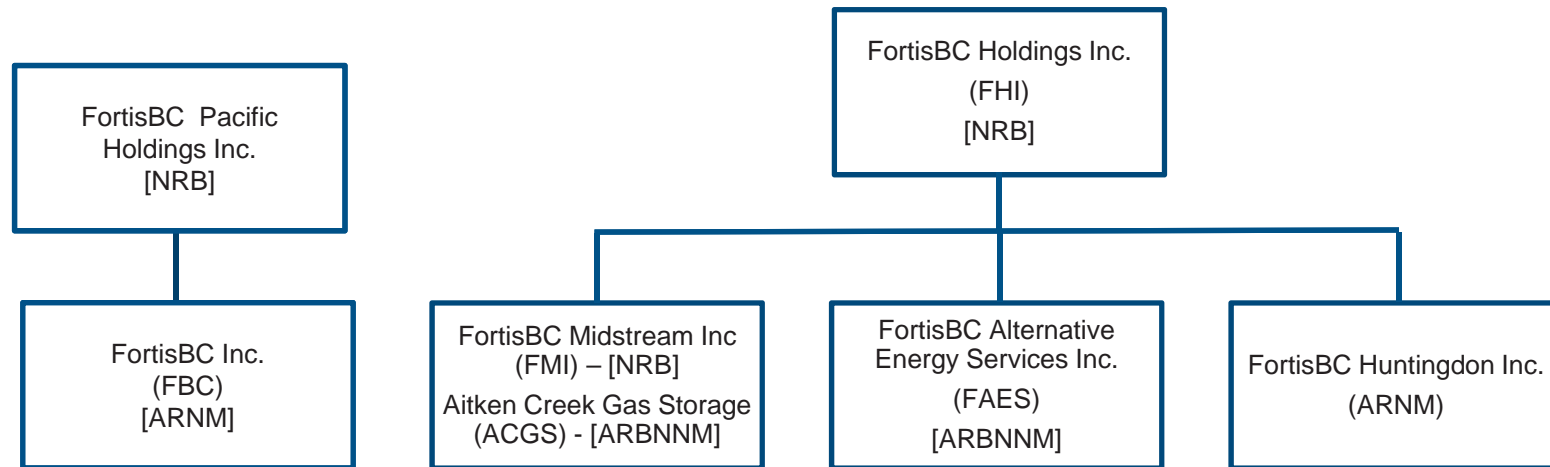 FortisBC Holdings Inc.
(FHI)
[NRB]
FortisBC Pacific
Holdings Inc.
[NRB]
FortisBC Inc.
(FBC)
[ARNM]
FortisBC Midstream Inc
(FMI) – [NRB]
Aitken Creek Gas Storage
(ACGS) - [ARBNNM]
FortisBC Alternative
Energy Services Inc.
(FAES)
[ARBNNM]
FortisBC Huntingdon Inc.
(ARNM)